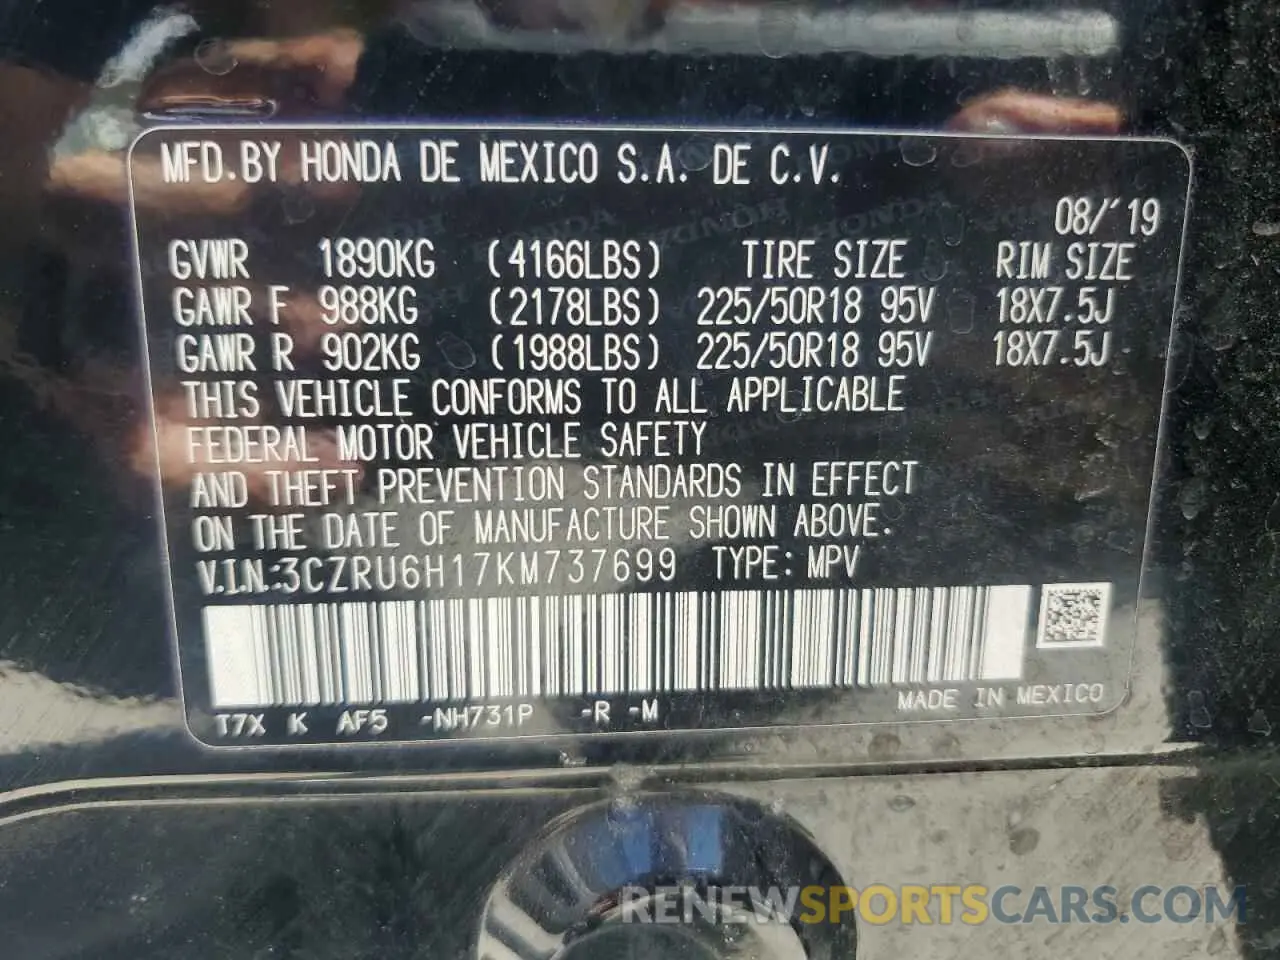 MFD.BY HONDA DE MEXICO S.A. DE C.V.
08/'19
GVWR 1890KG (4166LBS) TIRE SIZE RIM SIZE
GAWR F 988KG (2178LBS) 225/50R18 95V 18X7.5J
GAWR R 902KG (1988LBS) 225/50R18 95V 18X7.5J
THIS VEHICLE CONFORMS TO ALL APPLICABLE
FEDERAL MOTOR VEHICLE SAFETY
AND THEFT PREVENTION STANDARDS IN EFFECT
ON THE DATE OF MANUFACTURE SHOWN ABOVE.
V.I.N.:3CZRU6H17KM737699 TYPE: MPV
MADE IN MEXICO
T7X K AF5 -NH731P -R -M
RENEWSPORTSCARS.COM